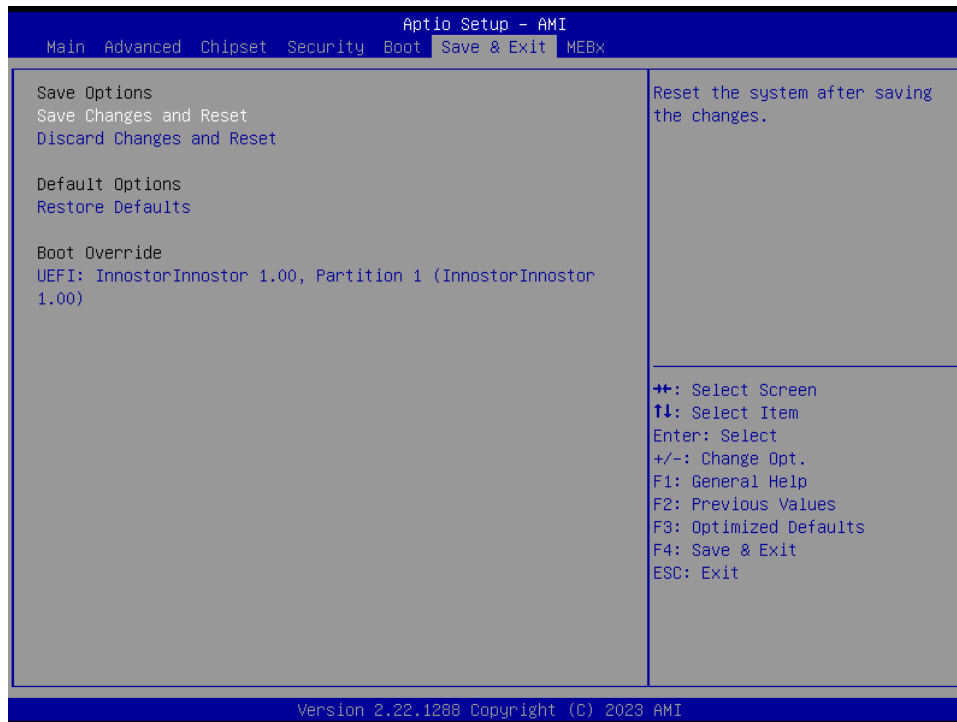 Aptio Setup – AMI
Main Advanced Chipset Security Boot Save & Exit MEBx
Save Options
Save Changes and Reset
Discard Changes and Reset
Default Options
Restore Defaults
Boot Override
UEFI: InnostorInnostor 1.00, Partition 1 (InnostorInnostor
1.00)
Reset the system after saving
the changes.
→←: Select Screen
↑↓: Select Item
Enter: Select
+/-: Change Opt.
F1: General Help
F2: Previous Values
F3: Optimized Defaults
F4: Save & Exit
ESC: Exit
Version 2.22.1288 Copyright (C) 2023 AMI